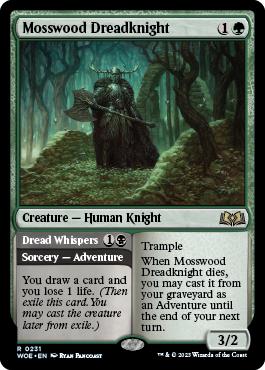 Mosswood Dreadknight 1
Creature — Human Knight
Dread Whispers 1
Sorcery — Adventure
You draw a card and
you lose 1 life. (Then
exile this card. You
may cast the creature
later from exile.)
Trample
When Mosswood
Dreadknight dies,
you may cast it from
your graveyard as
an Adventure until
the end of your next
turn.
3/2
R 0231
WOE • EN RYAN PANCOAST
™ & © 2023 Wizards of the Coast